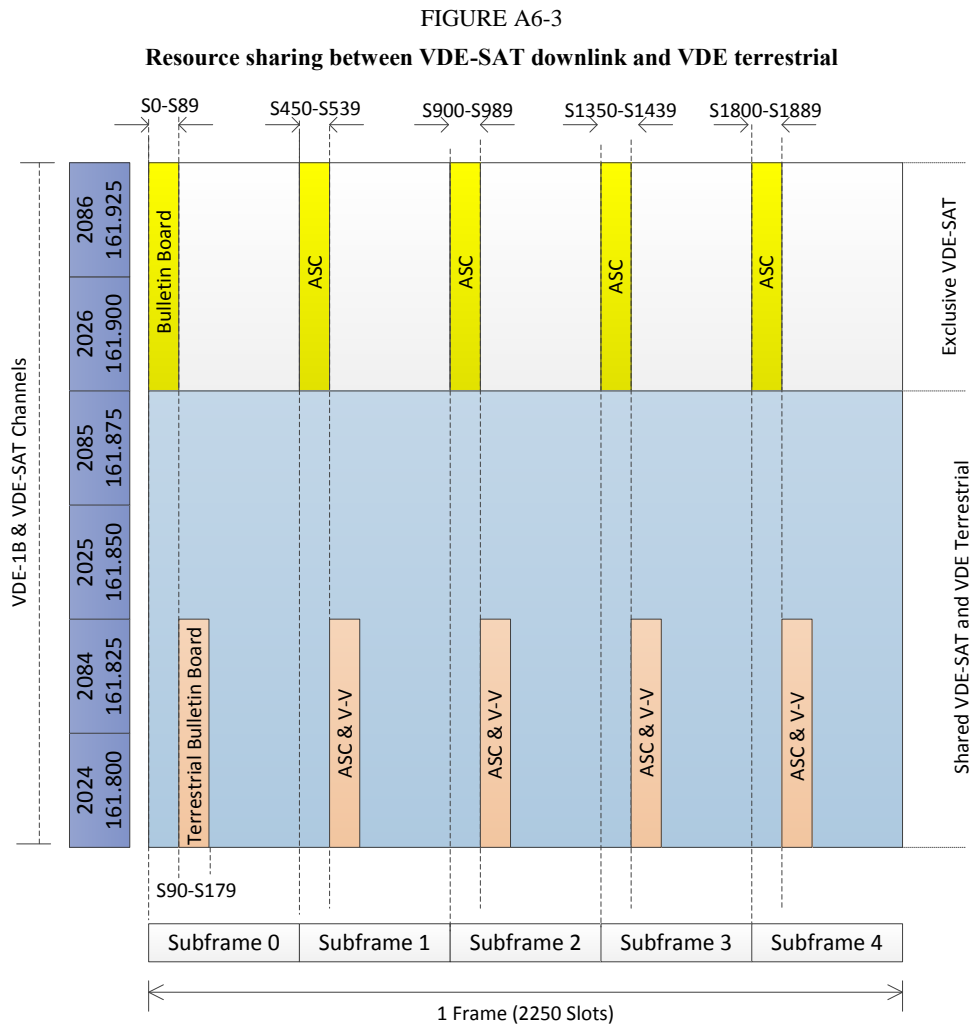 FIGURE A6-3
Resource sharing between VDE-SAT downlink and VDE terrestrial
S0-S89
S450-S539
S900-S989
S1350-S1439
S1800-S1889
VDE-1B & VDE-SAT Channels
2086
161.925
2026
161.900
2085
161.875
2025
161.850
2084
161.825
2024
161.800
Bulletin Board
ASC
ASC
ASC
ASC
Exclusive VDE-SAT
Terrestrial Bulletin Board
ASC & V-V
ASC & V-V
ASC & V-V
ASC & V-V
Shared VDE-SAT and VDE Terrestrial
S90-S179
Subframe 0
Subframe 1
Subframe 2
Subframe 3
Subframe 4
1 Frame (2250 Slots)